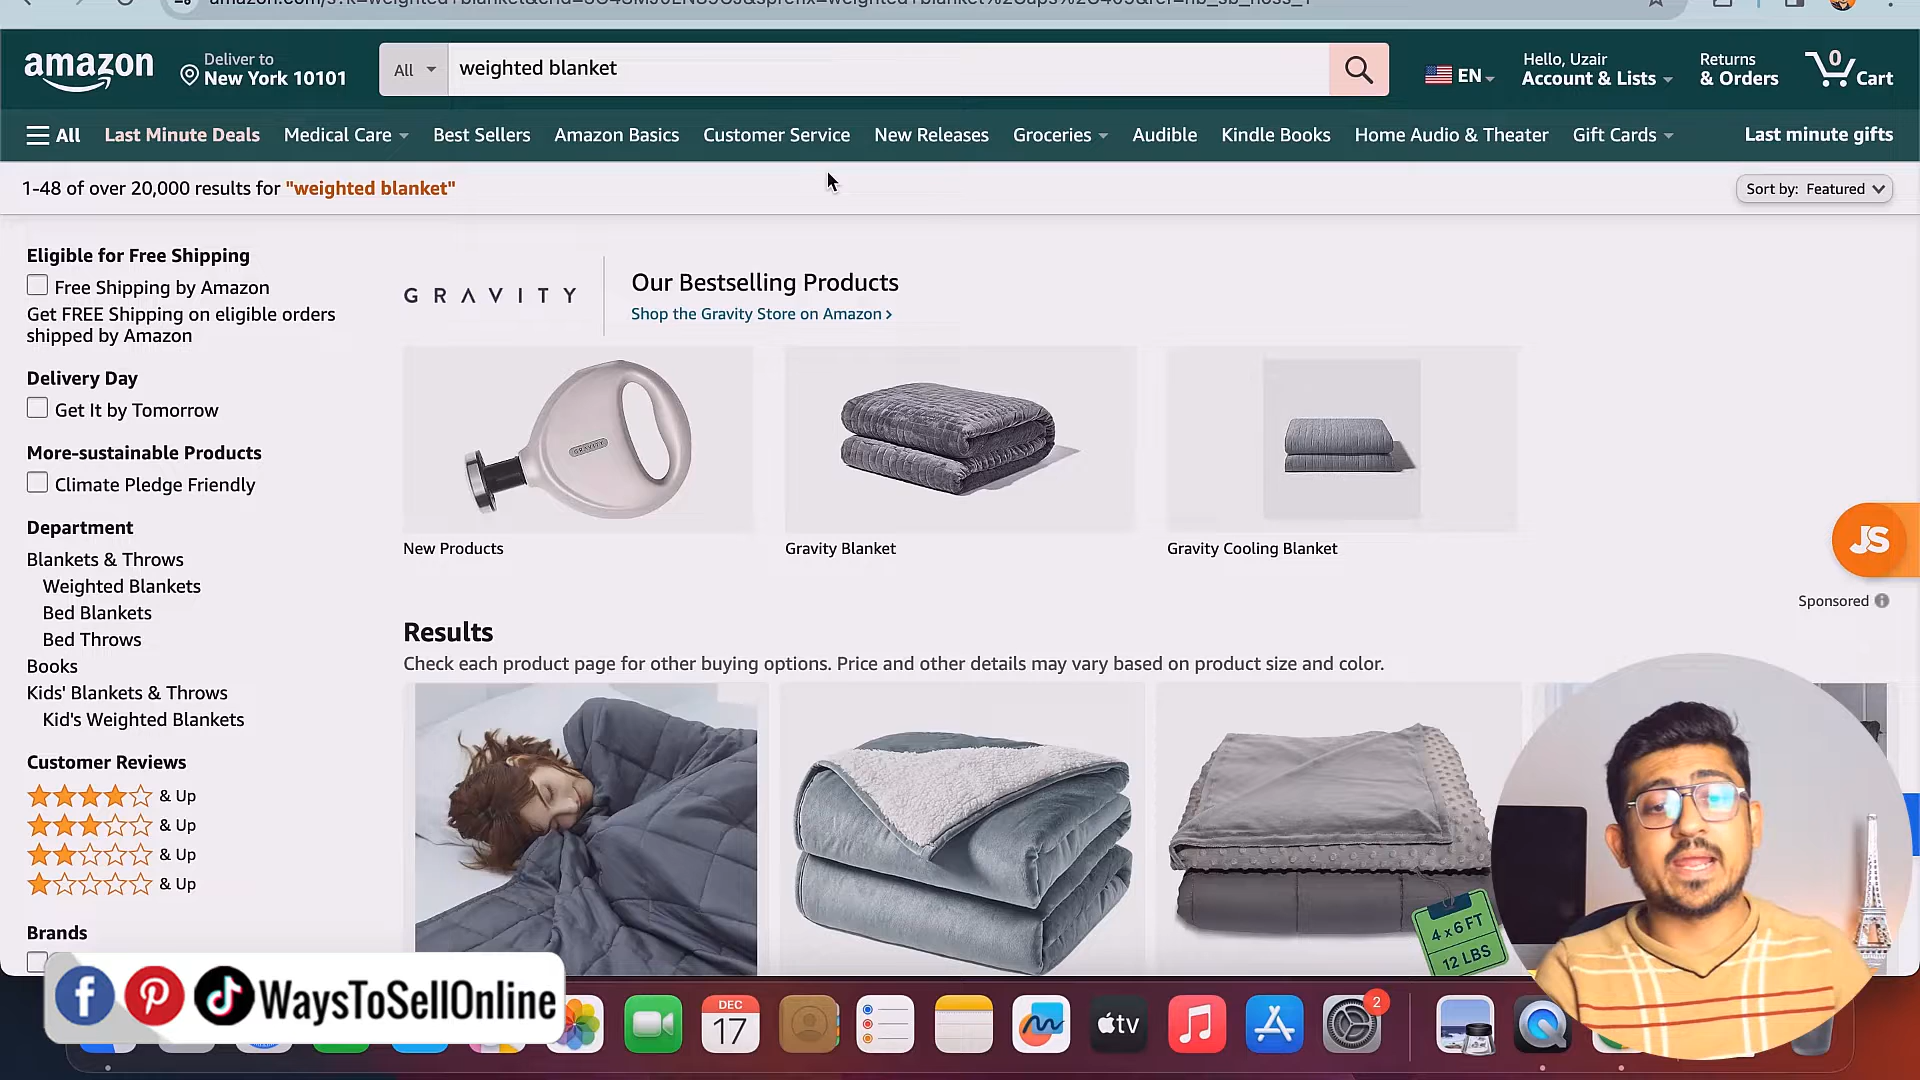 amazon
Deliver to
New York 10101
All
weighted blanket
EN
Hello, Uzair
Account & Lists
Returns
& Orders
0
Cart
All
Last Minute Deals
Medical Care
Best Sellers
Amazon Basics
Customer Service
New Releases
Groceries
Audible
Kindle Books
Home Audio & Theater
Gift Cards
Last minute gifts
1-48 of over 20,000 results for "weighted blanket"
Sort by: Featured
Eligible for Free Shipping
Free Shipping by Amazon
Get FREE Shipping on eligible orders
shipped by Amazon
Delivery Day
Get It by Tomorrow
More-sustainable Products
Climate Pledge Friendly
Department
Blankets & Throws
Weighted Blankets
Bed Blankets
Bed Throws
Books
Kids' Blankets & Throws
Kid's Weighted Blankets
Customer Reviews
& Up
& Up
& Up
& Up
Brands
GRAVITY
Our Bestselling Products
Shop the Gravity Store on Amazon
GRAVITY
New Products
Gravity Blanket
Gravity Cooling Blanket
JS
Sponsored
Results
Check each product page for other buying options. Price and other details may vary based on product size and color.
4 x 6 FT
12 LBS
WaysToSellOnline
DEC
17
tv
2